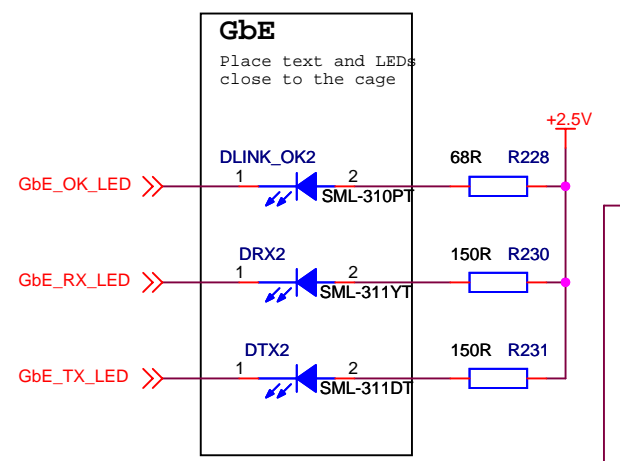 GbE
Place text and LEDs
close to the cage
+2.5V
DLINK_OK2 68R R228
GbE_OK_LED 1 2
SML-310PT
DRX2 150R R230
GbE_RX_LED 1 2
SML-311YT
DTX2 150R R231
GbE_TX_LED 1 2
SML-311DT